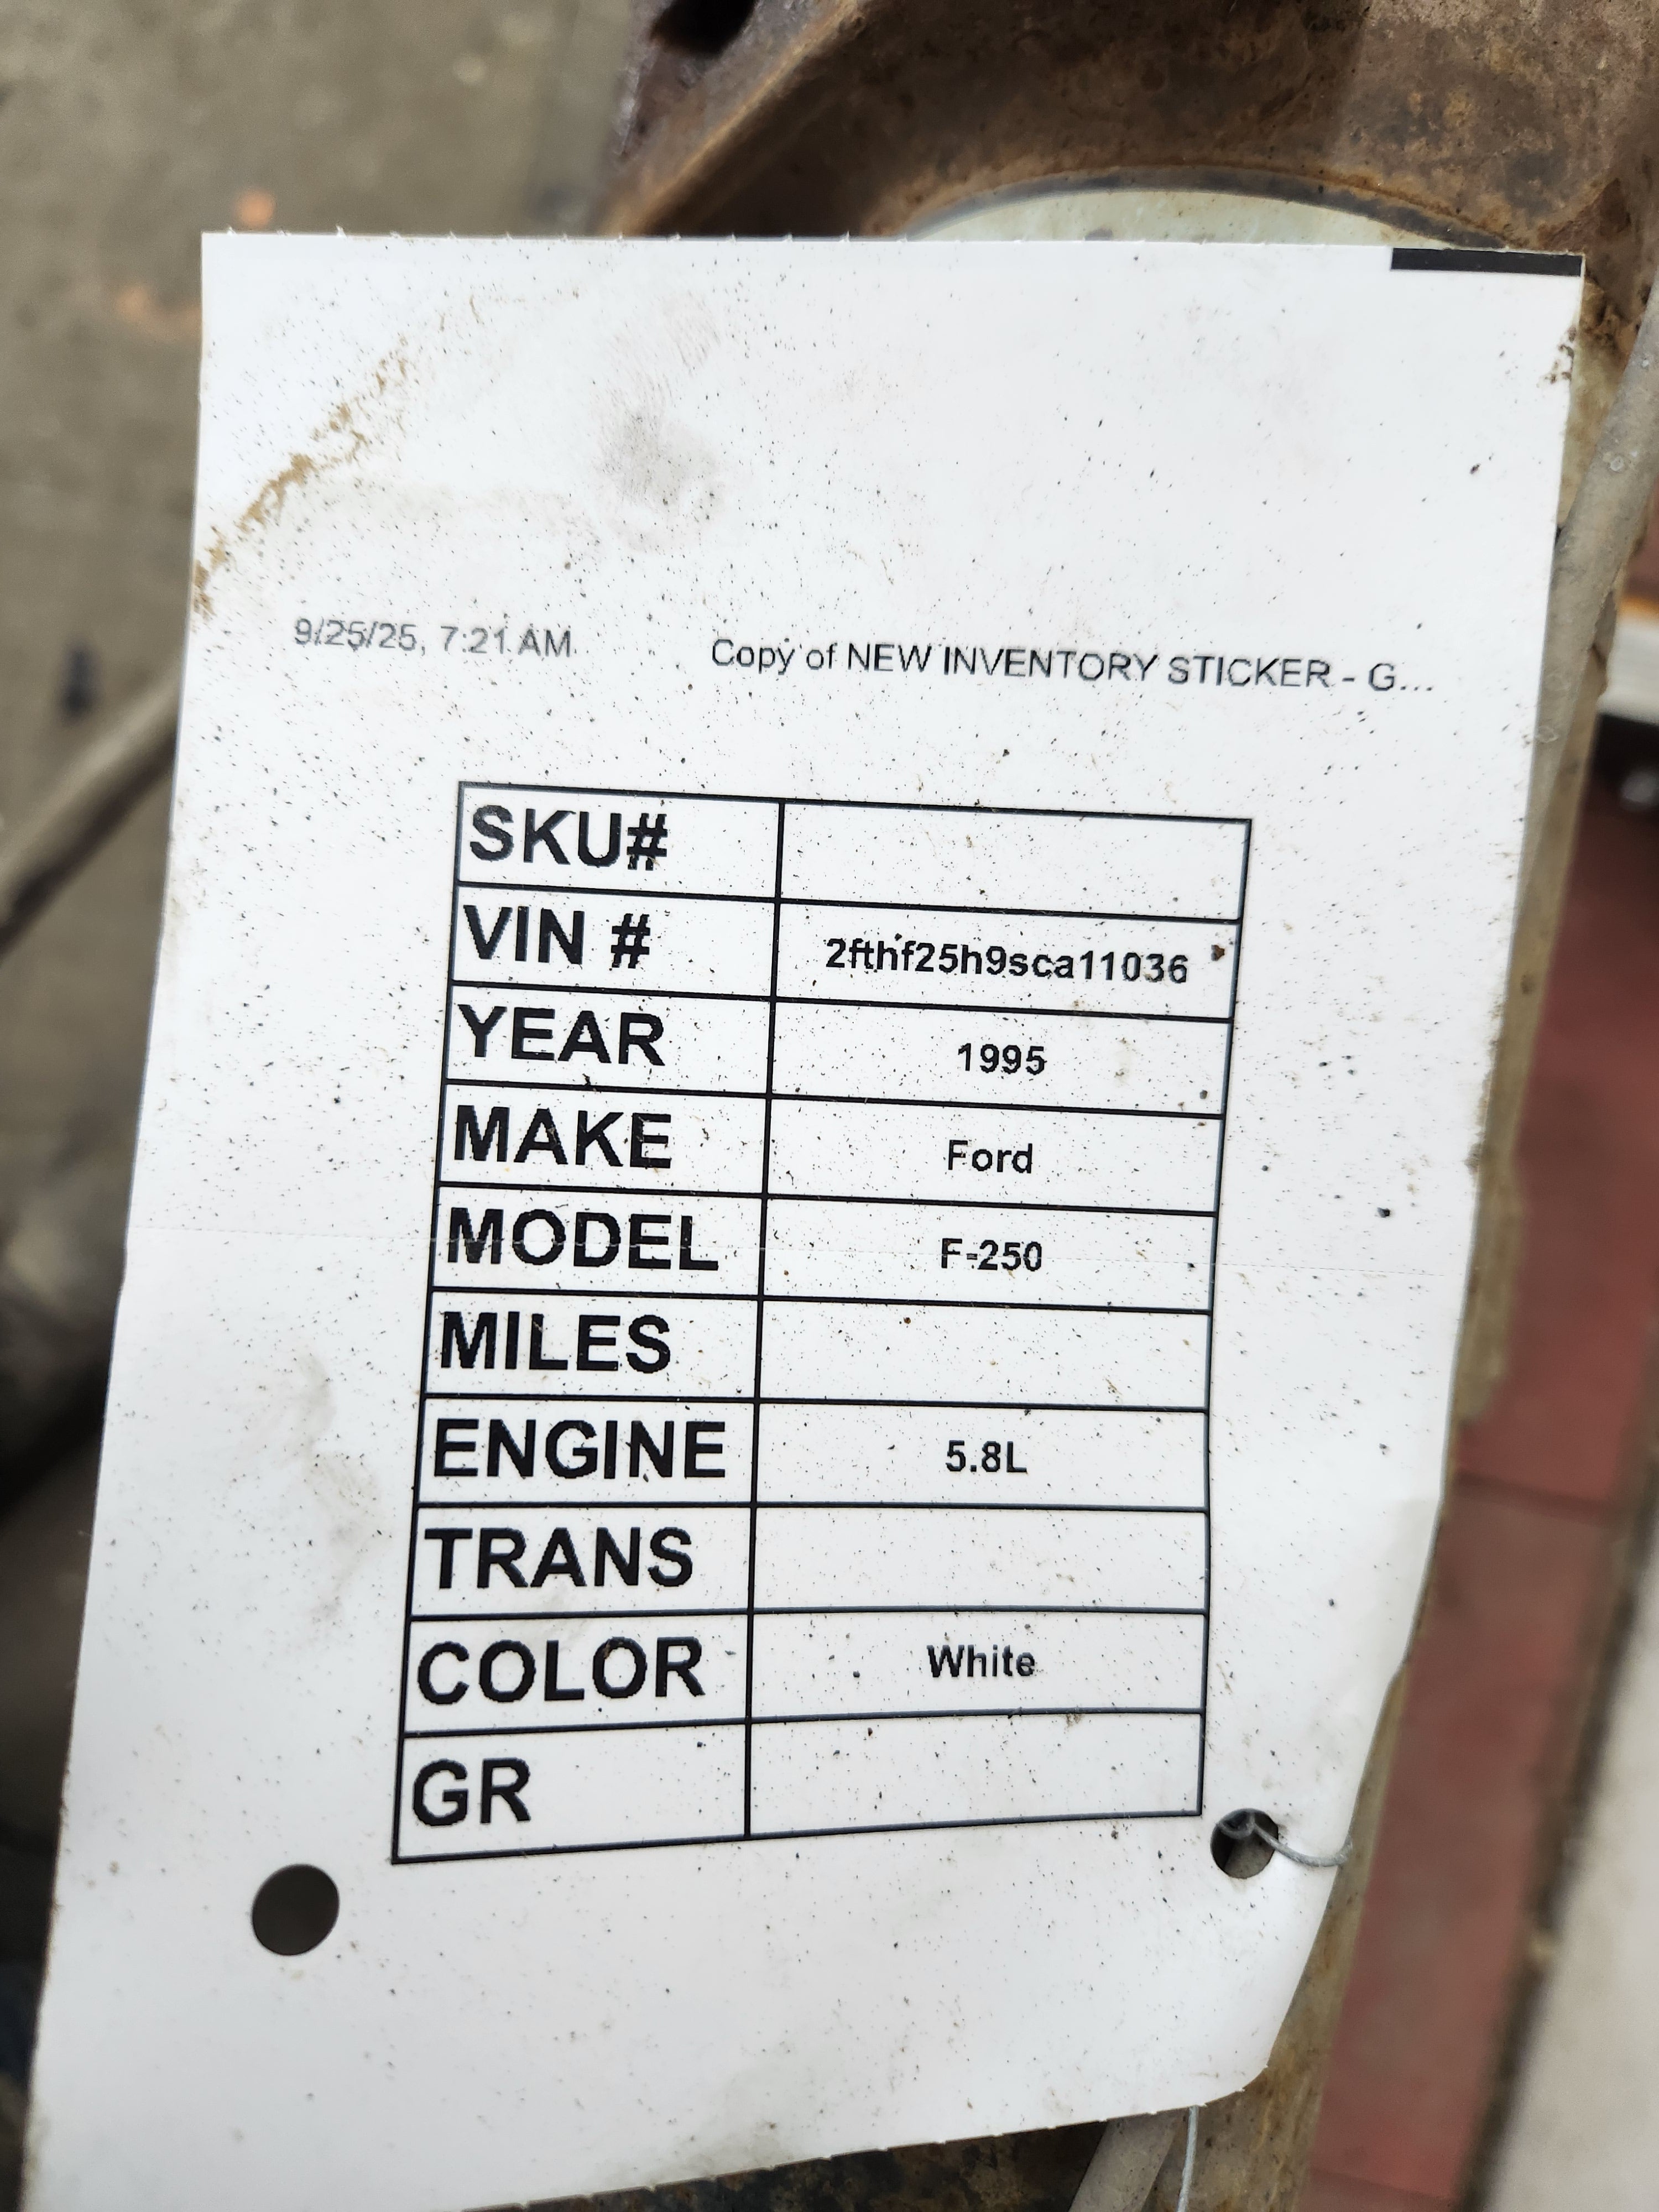 9/25/25, 7:21 AM Copy of NEW INVENTORY STICKER - G...
SKU#
VIN # 2fthf25h9sca11036
YEAR 1995
MAKE Ford
MODEL F-250
MILES
ENGINE 5.8L
TRANS
COLOR White
GR